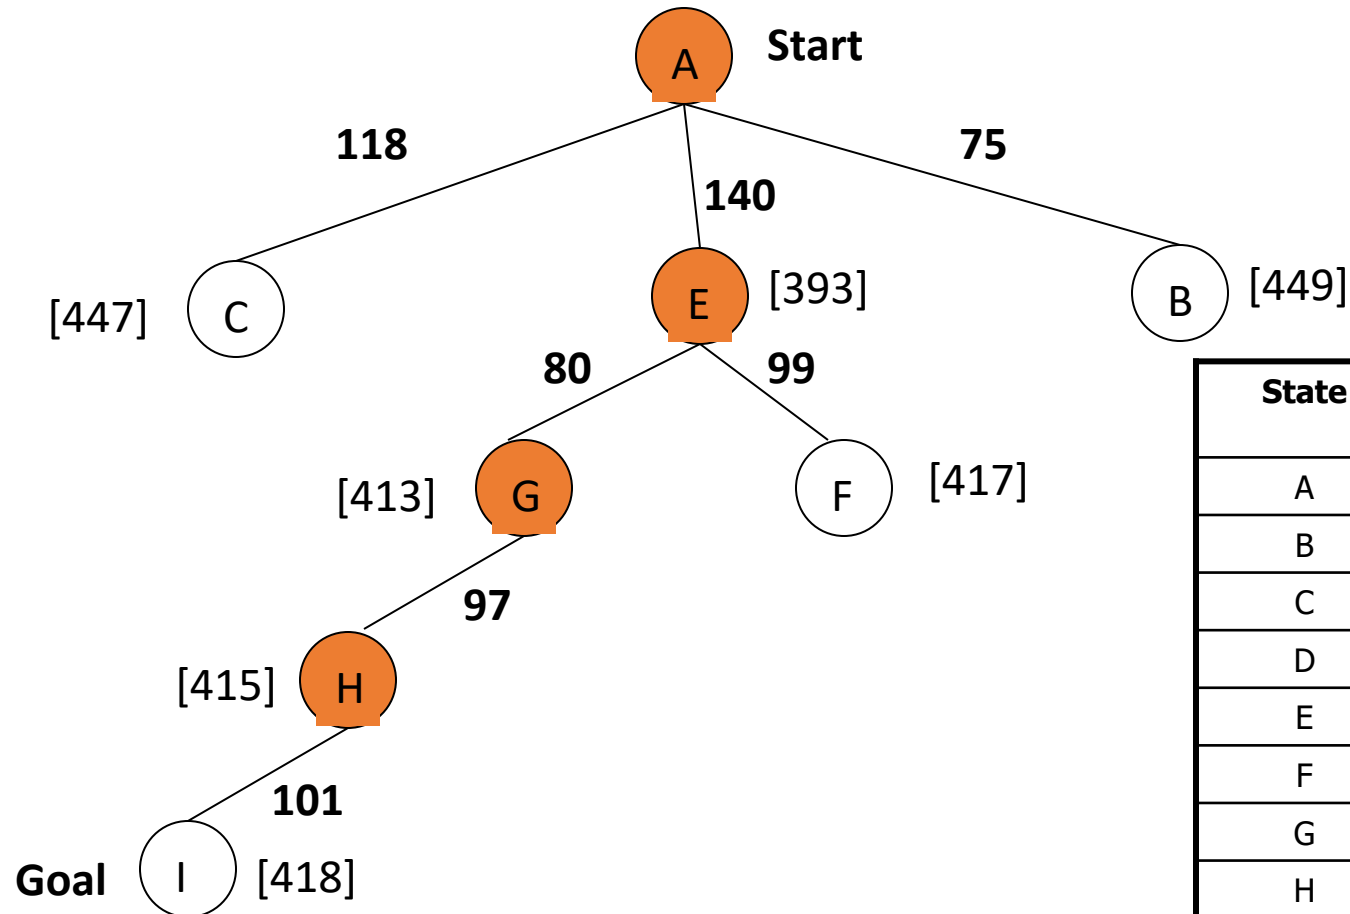 A Start
118
75
140
[447] C
E [393]
B [449]
80
99
[413] G
F [417]
97
[415] H
101
Goal I [418]
State
A
B
C
D
E
F
G
H